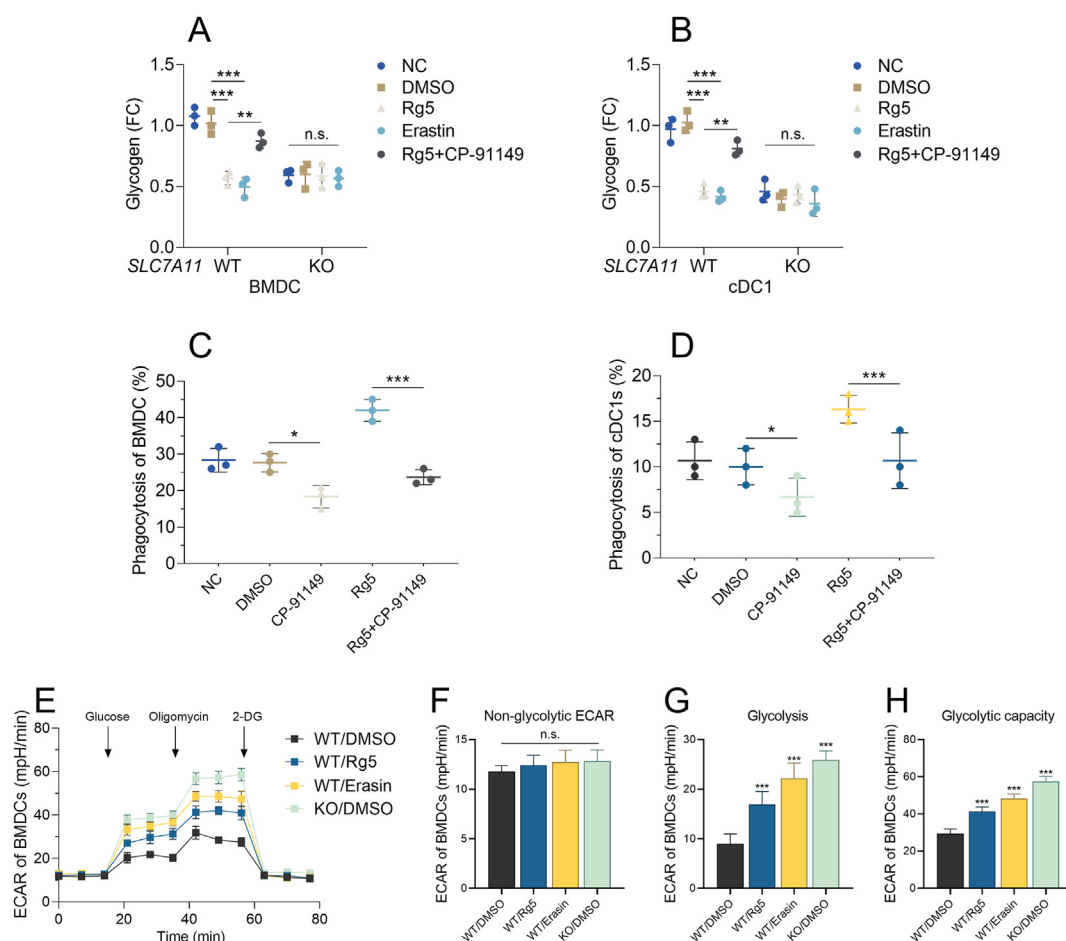 A
Glycogen (FC)
1.5
1.0
0.5
0.0
***
***
**
n.s.
NC
DMSO
Rg5
Erastin
Rg5+CP-91149
SLC7A11 WT KO
BMDC
B
Glycogen (FC)
1.5
1.0
0.5
0.0
***
***
**
n.s.
NC
DMSO
Rg5
Erastin
Rg5+CP-91149
SLC7A11 WT KO
cDC1
C
Phagocytosis of BMDC (%)
50
40
30
20
10
0
*
***
NC
DMSO
CP-91149
Rg5
Rg5+CP-91149
D
Phagocytosis of cDC1s (%)
20
15
10
5
0
*
***
NC
DMSO
CP-91149
Rg5
Rg5+CP-91149
E
ECAR of BMDCs (mpH/min)
80
60
40
20
0
Glucose Oligomycin 2-DG
0 20 40 60 80
Time (min)
WT/DMSO
WT/Rg5
WT/Erasin
KO/DMSO
F
Non-glycolytic ECAR
ECAR of BMDCs (mpH/min)
15
10
5
0
n.s.
WT/DMSO
WT/Rg5
WT/Erasin
KO/DMSO
G
Glycolysis
ECAR of BMDCs (mpH/min)
30
20
10
0
***
***
***
WT/DMSO
WT/Rg5
WT/Erasin
KO/DMSO
H
Glycolytic capacity
ECAR of BMDCs (mpH/min)
80
60
40
20
0
***
***
***
WT/DMSO
WT/Rg5
WT/Erasin
KO/DMSO